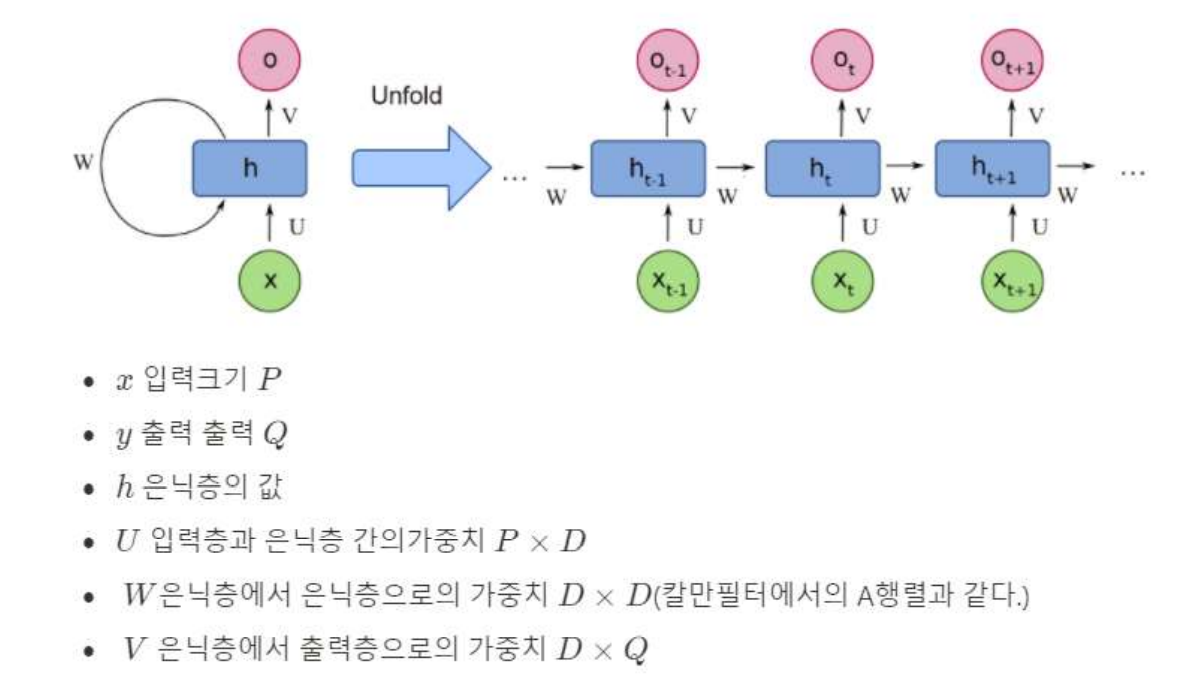 o o_{t-1} o_t o_{t+1}
Unfold
V V V V
W h ... h_{t-1} h_t h_{t+1} ...
W W W W
U U U U
x x_{t-1} x_t x_{t+1}
• x 입력크기 P
• y 출력 출력 Q
• h 은닉층의 값
• U 입력층과 은닉층 간의가중치 P × D
• W은닉층에서 은닉층으로의 가중치 D × D(칼만필터에서의 A행렬과 같다.)
• V 은닉층에서 출력층으로의 가중치 D × Q